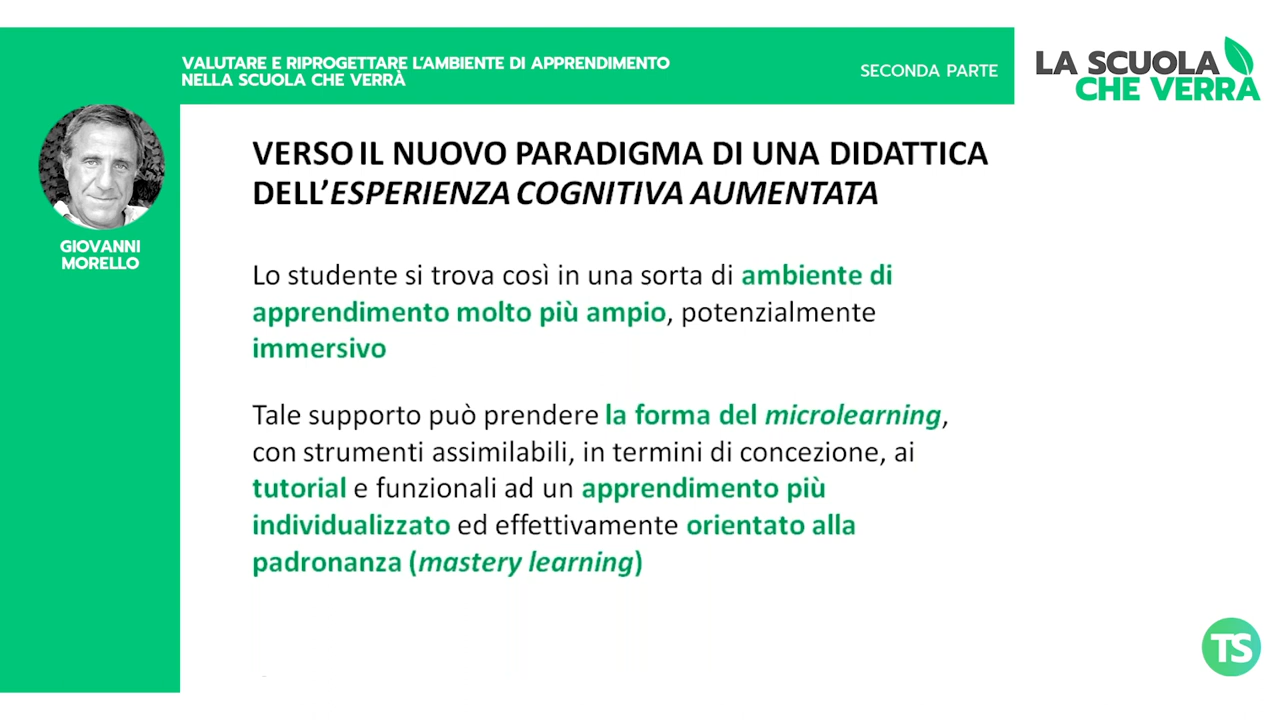 VALUTARE E RIPROGETTARE L'AMBIENTE DI APPRENDIMENTO
NELLA SCUOLA CHE VERRÀ
SECONDA PARTE
LA SCUOLA
CHE VERRÀ
GIOVANNI
MORELLO
VERSO IL NUOVO PARADIGMA DI UNA DIDATTICA
DELL'ESPERIENZA COGNITIVA AUMENTATA
Lo studente si trova così in una sorta di ambiente di
apprendimento molto più ampio, potenzialmente
immersivo
Tale supporto può prendere la forma del microlearning,
con strumenti assimilabili, in termini di concezione, ai
tutorial e funzionali ad un apprendimento più
individualizzato ed effettivamente orientato alla
padronanza (mastery learning)
TS